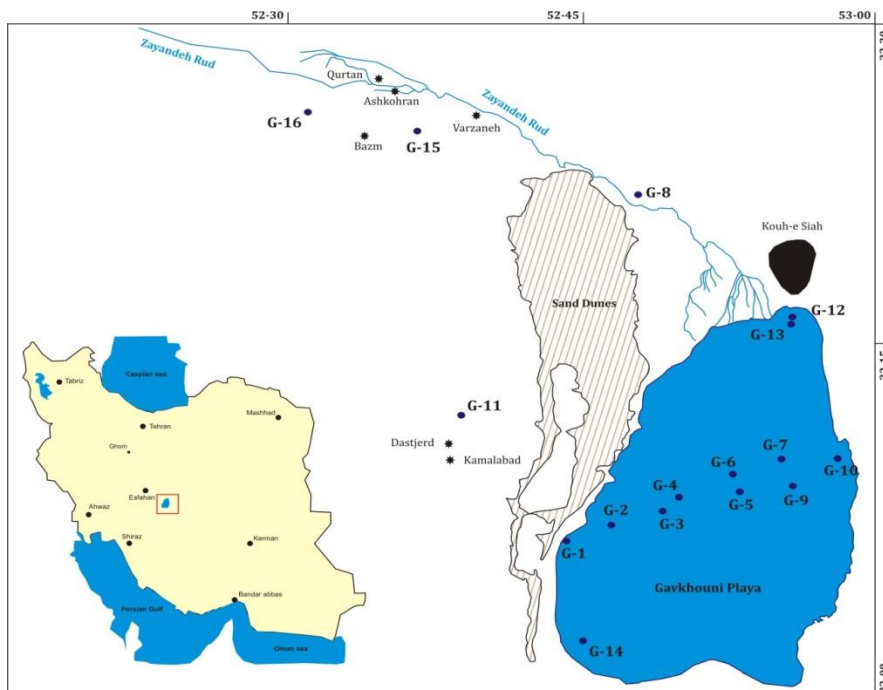 52-30
52-45
53-00
Zayandeh Rud
Qurtan
Ashkohran
Zayandeh Rud
G-16
Bazm
G-15
Varzaneh
G-8
Kouh-e Siah
Sand Dunes
G-12
G-13
32-15
Caspian sea
Tabriz
Mashhad
Tehran
Ghom
Esfahan
Ahwaz
Shiraz
Kerman
Bandar abbas
Persian Gulf
Oman sea
G-11
Dastjerd
Kamalabad
G-7
G-6
G-10
G-4
G-5
G-9
G-2
G-3
G-1
Gavkhouni Playa
G-14